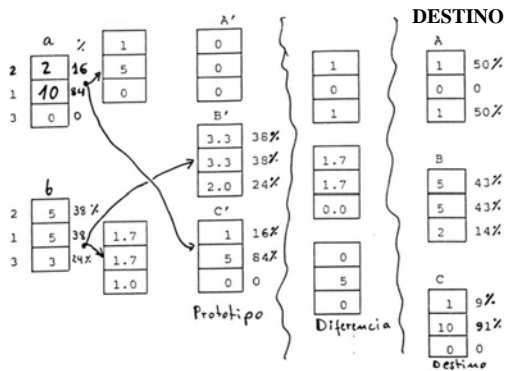 DESTINO
a %
2 2 16
1 10 84
3 0 0
1
5
0
b
2 5 38%
1 5 38
3 3 24%
1.7
1.7
1.0
A'
0
0
0
B'
3.3 38%
3.3 38%
2.0 24%
C'
1 16%
5 84%
0 0
Prototipo
1
0
1
1.7
1.7
0.0
0
5
0
Diferencia
A
1 50%
0 0
1 50%
B
5 43%
5 43%
2 14%
C
1 9%
10 91%
0 0
Destino